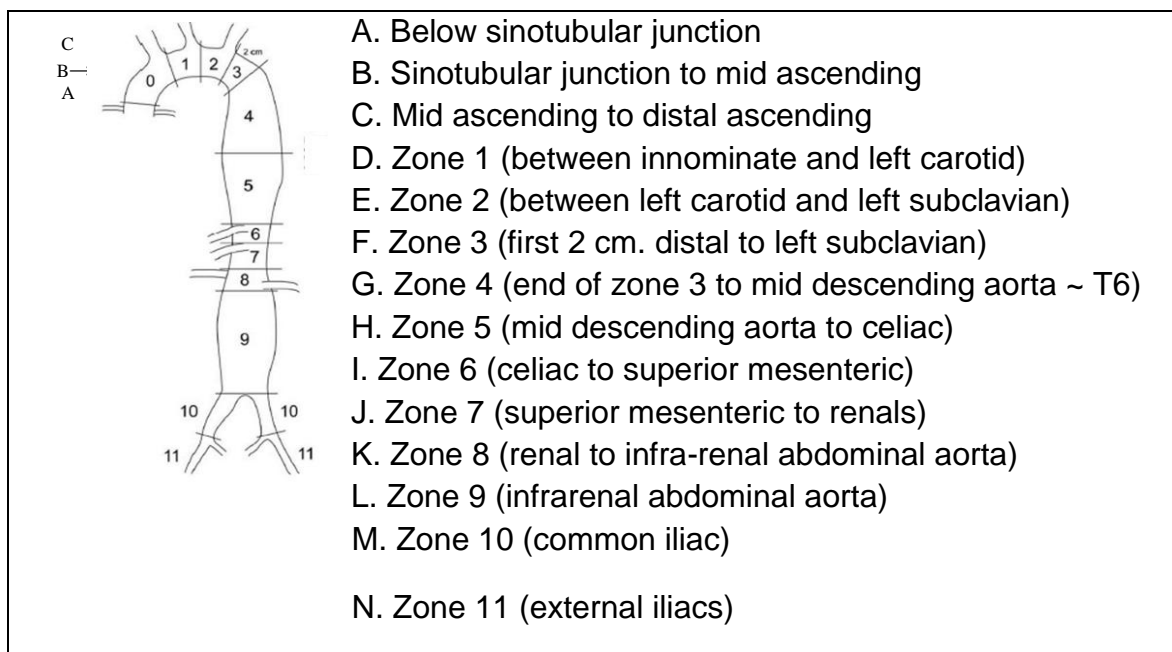 C
B
A
0
1
2
2 cm
3
4
5
6
7
8
9
10
10
11
11
A. Below sinotubular junction
B. Sinotubular junction to mid ascending
C. Mid ascending to distal ascending
D. Zone 1 (between innominate and left carotid)
E. Zone 2 (between left carotid and left subclavian)
F. Zone 3 (first 2 cm. distal to left subclavian)
G. Zone 4 (end of zone 3 to mid descending aorta ~ T6)
H. Zone 5 (mid descending aorta to celiac)
I. Zone 6 (celiac to superior mesenteric)
J. Zone 7 (superior mesenteric to renals)
K. Zone 8 (renal to infra-renal abdominal aorta)
L. Zone 9 (infrarenal abdominal aorta)
M. Zone 10 (common iliac)
N. Zone 11 (external iliacs)